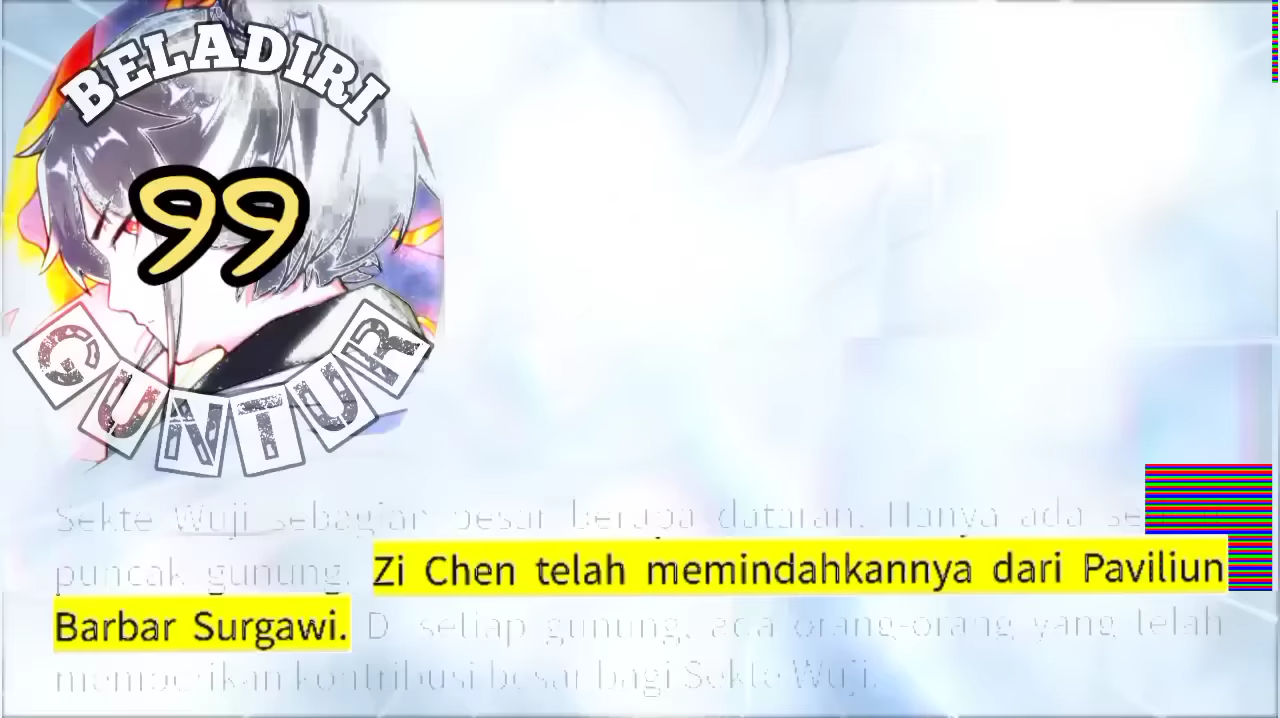 BELADIRI
99
GUNTUR
Sekte Wuji sebagian besar berupa dataran. Hanya ada
puncak gunung. Zi Chen telah memindahkannya dari Paviliun
Barbar Surgawi. Di setiap gunung, ada orang-orang yang telah
memberikan kontribusi besar bagi Sekte Wuji.